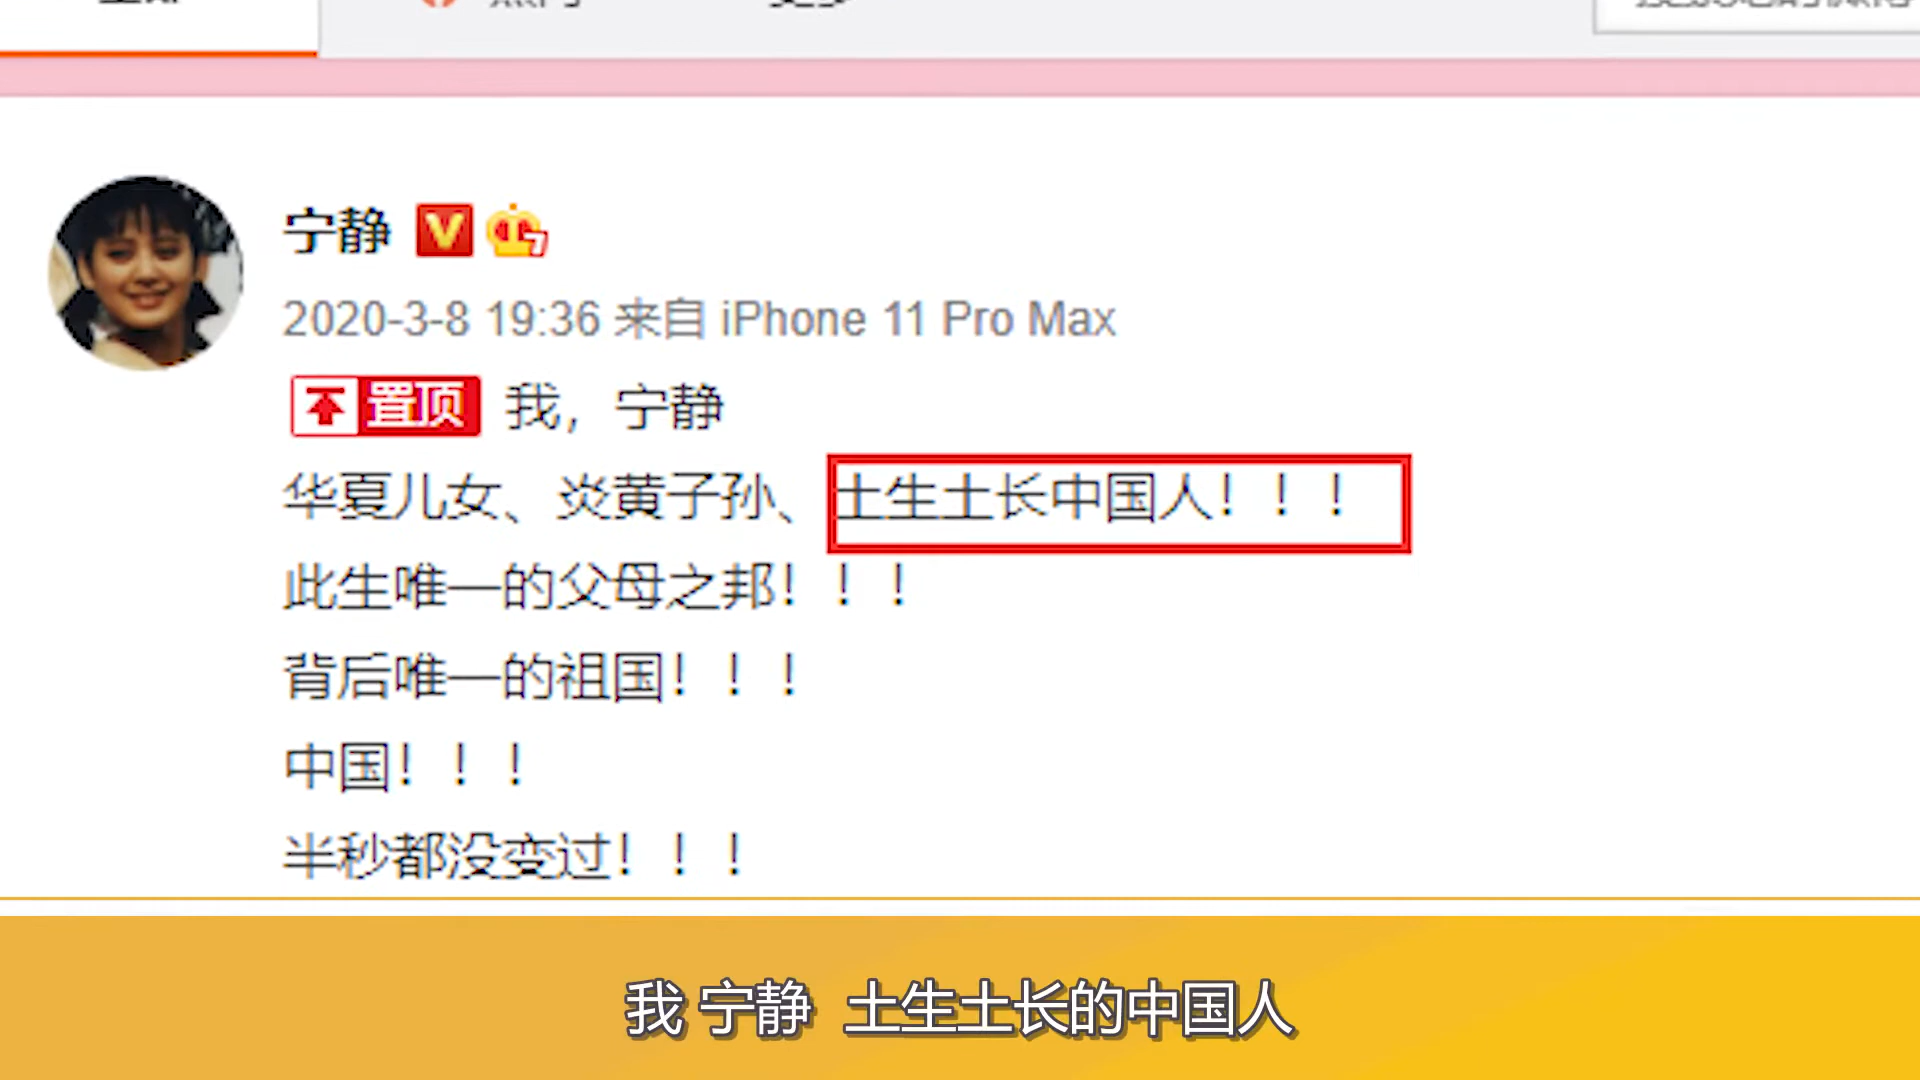 宁静
2020-3-8 19:36 来自 iPhone 11 Pro Max
置顶 我，宁静
华夏儿女、炎黄子孙、土生土长中国人！！！
此生唯一的父母之邦！！！
背后唯一的祖国！！！
中国！！！
半秒都没变过！！！
我 宁静 土生土长的中国人